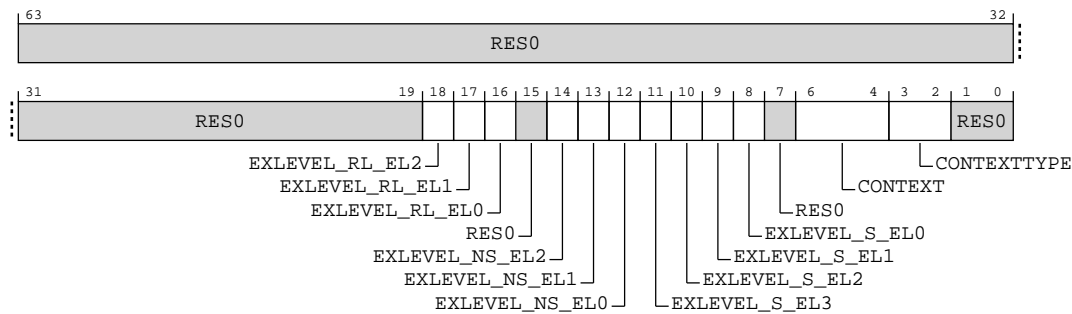 63 32
RES0
31 19 18 17 16 15 14 13 12 11 10 9 8 7 6 4 3 2 1 0
RES0 RES0
EXLEVEL_RL_EL2 CONTEXTTYPE
EXLEVEL_RL_EL1 CONTEXT
EXLEVEL_RL_EL0 RES0
RES0 EXLEVEL_S_EL0
EXLEVEL_NS_EL2 EXLEVEL_S_EL1
EXLEVEL_NS_EL1 EXLEVEL_S_EL2
EXLEVEL_NS_EL0 EXLEVEL_S_EL3